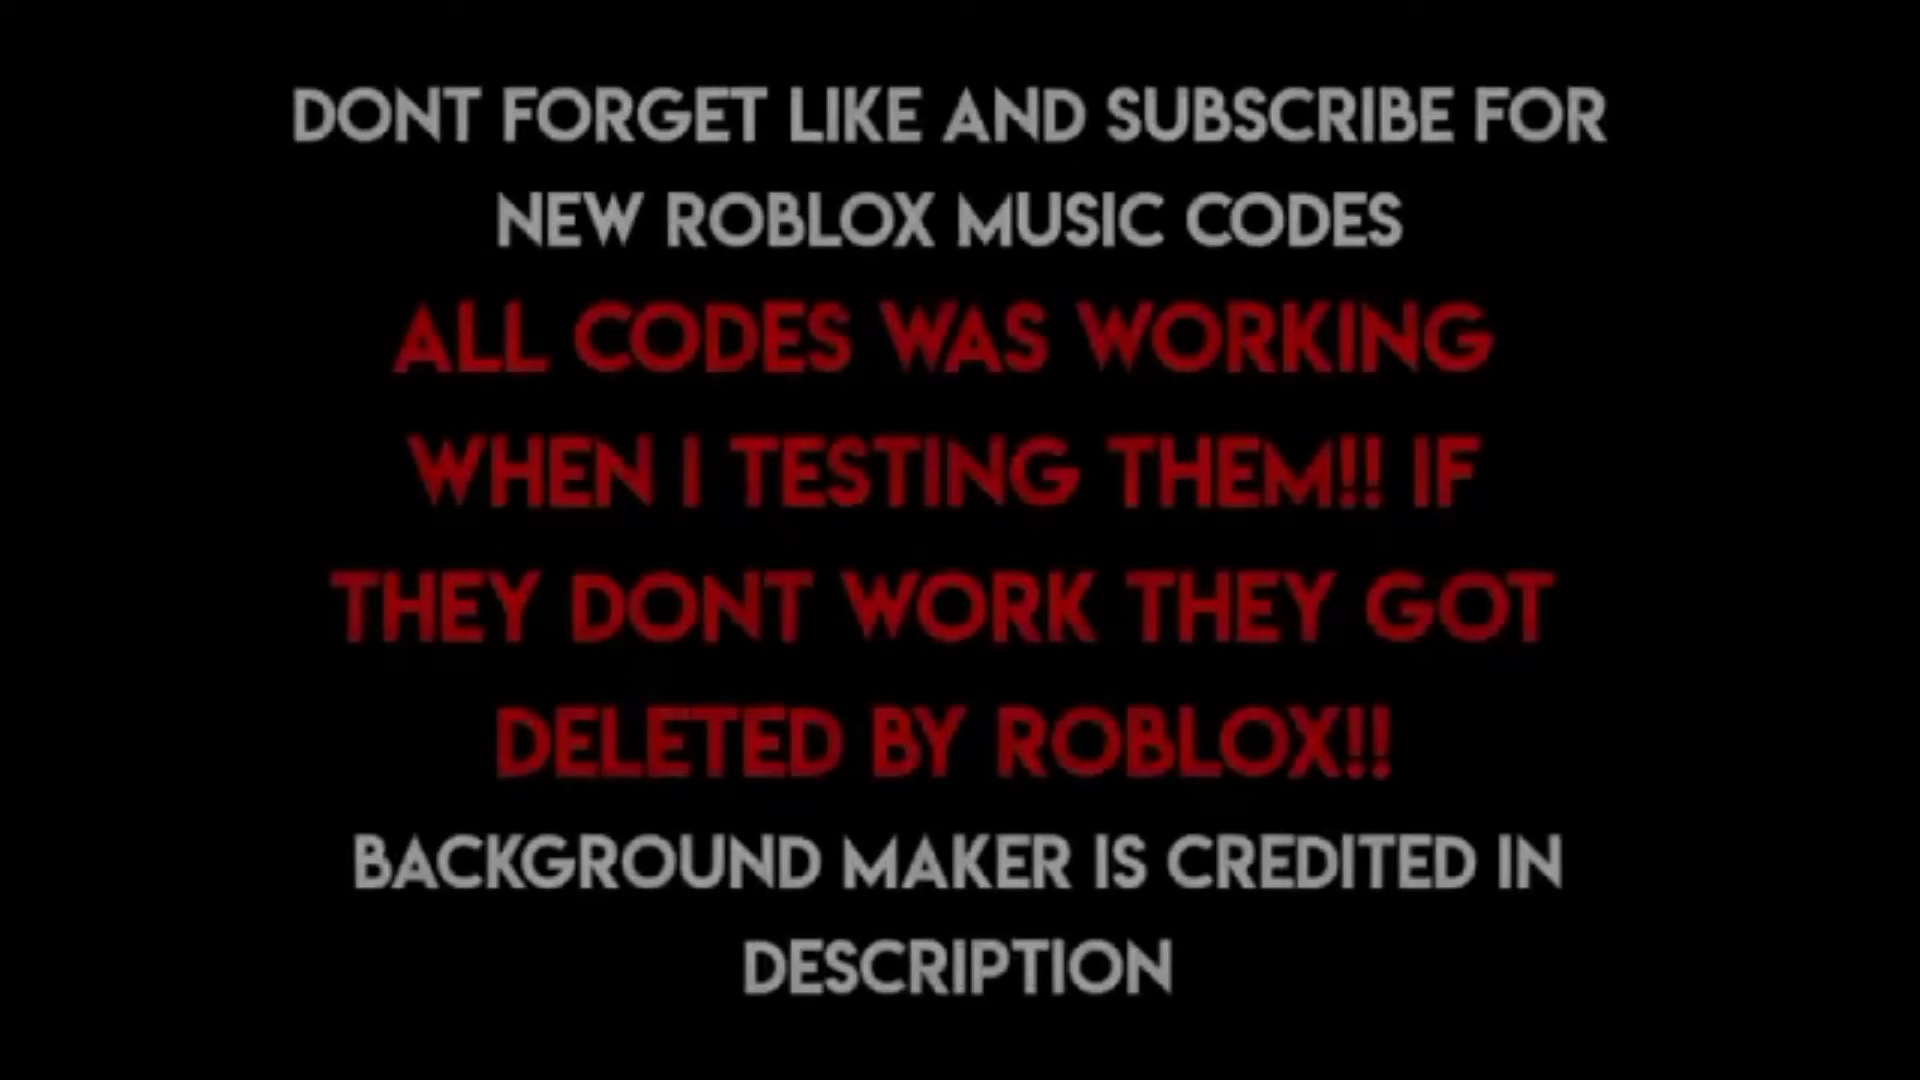 DONT FORGET LIKE AND SUBSCRIBE FOR
NEW ROBLOX MUSIC CODES
ALL CODES WAS WORKING
WHEN I TESTING THEM!! IF
THEY DONT WORK THEY GOT
DELETED BY ROBLOX!!
BACKGROUND MAKER IS CREDITED IN
DESCRIPTION